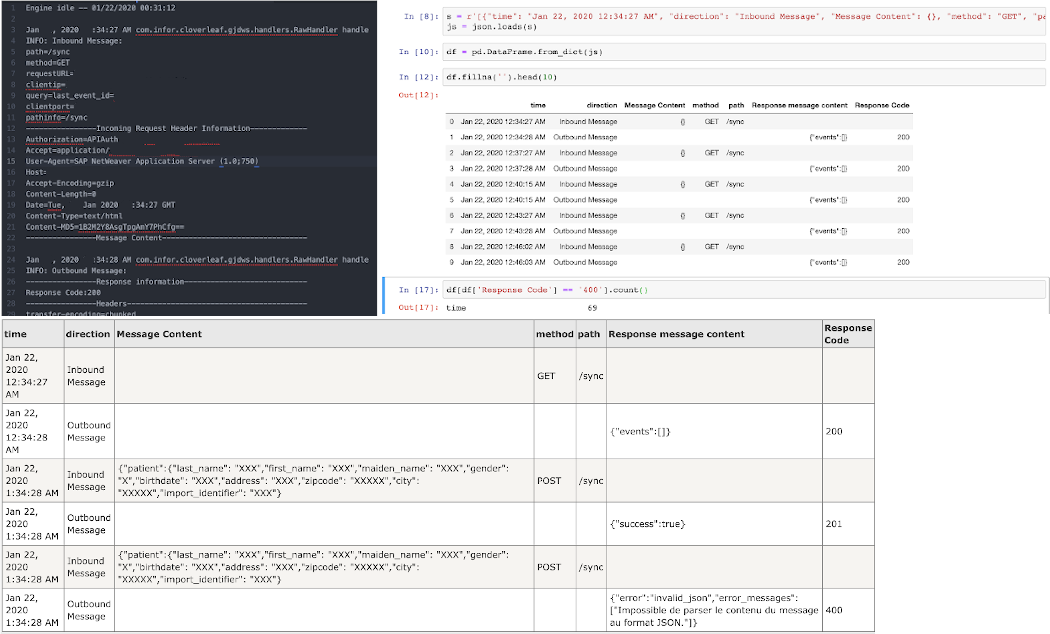 1 Engine idle -- 01/22/2020 00:31:12
2
3 Jan , 2020 :34:27 AM com.infor.cloverleaf.gjdws.handlers.RawHandler handle
4 INFO: Inbound Message:
5 path=/sync
6 method=GET
7 requestURL=
8 clientip=
9 query=last_event_id=
10 clientport=
11 pathinfo=/sync
12 ----------------Incoming Request Header Information-------------
13 Authorization=APIAuth
14 Accept=application/
15 User-Agent=SAP NetWeaver Application Server (1.0;750)
16 Host=
17 Accept-Encoding=gzip
18 Content-Length=0
19 Date=Tue, Jan 2020 :34:27 GMT
20 Content-Type=text/html
21 Content-MD5=1B2M2Y8AsgTpgAmY7PhCfg==
22 ----------------Message Content---------------------------------
23
24 Jan , 2020 :34:28 AM com.infor.cloverleaf.gjdws.handlers.RawHandler handle
25 INFO: Outbound Message:
26 ----------------Response information----------------------------
27 Response Code:200
28 ----------------Headers-----------------------------------------
29 transfer-encoding=chunked
In [8]: s = r'[{"time": "Jan 22, 2020 12:34:27 AM", "direction": "Inbound Message", "Message Content": {}, "method": "GET", "pa
js = json.loads(s)
In [10]: df = pd.DataFrame.from_dict(js)
In [12]: df.fillna('').head(10)
Out[12]:
time direction Message Content method path Response message content Response Code
0 Jan 22, 2020 12:34:27 AM Inbound Message {} GET /sync
1 Jan 22, 2020 12:34:28 AM Outbound Message {"events":[]} 200
2 Jan 22, 2020 12:37:27 AM Inbound Message {} GET /sync
3 Jan 22, 2020 12:37:28 AM Outbound Message {"events":[]} 200
4 Jan 22, 2020 12:40:15 AM Inbound Message {} GET /sync
5 Jan 22, 2020 12:40:15 AM Outbound Message {"events":[]} 200
6 Jan 22, 2020 12:43:27 AM Inbound Message {} GET /sync
7 Jan 22, 2020 12:43:28 AM Outbound Message {"events":[]} 200
8 Jan 22, 2020 12:46:02 AM Inbound Message {} GET /sync
9 Jan 22, 2020 12:46:03 AM Outbound Message {"events":[]} 200
In [17]: df[df['Response Code'] == '400'].count()
Out[17]: time 69
time direction Message Content method path Response message content Response
Code
Jan 22,
2020
12:34:27
AM
Inbound
Message
GET /sync
Jan 22,
2020
12:34:28
AM
Outbound
Message
{"events":[]} 200
Jan 22,
2020
1:34:28 AM
Inbound
Message
{"patient":{"last_name": "XXX","first_name": "XXX","maiden_name": "XXX","gender":
"X","birthdate": "XXX","address": "XXX","zipcode": "XXXXX","city":
"XXXXX","import_identifier": "XXX"}
POST /sync
Jan 22,
2020
1:34:28 AM
Outbound
Message
{"success":true} 201
Jan 22,
2020
1:34:28 AM
Inbound
Message
{"patient":{"last_name": "XXX","first_name": "XXX","maiden_name": "XXX","gender":
"X","birthdate": "XXX","address": "XXX","zipcode": "XXXXX","city":
"XXXXX","import_identifier": "XXX"}
POST /sync
Jan 22,
2020
1:34:28 AM
Outbound
Message
{"error":"invalid_json","error_messages":
["Impossible de parser le contenu du message
au format JSON."]}
400